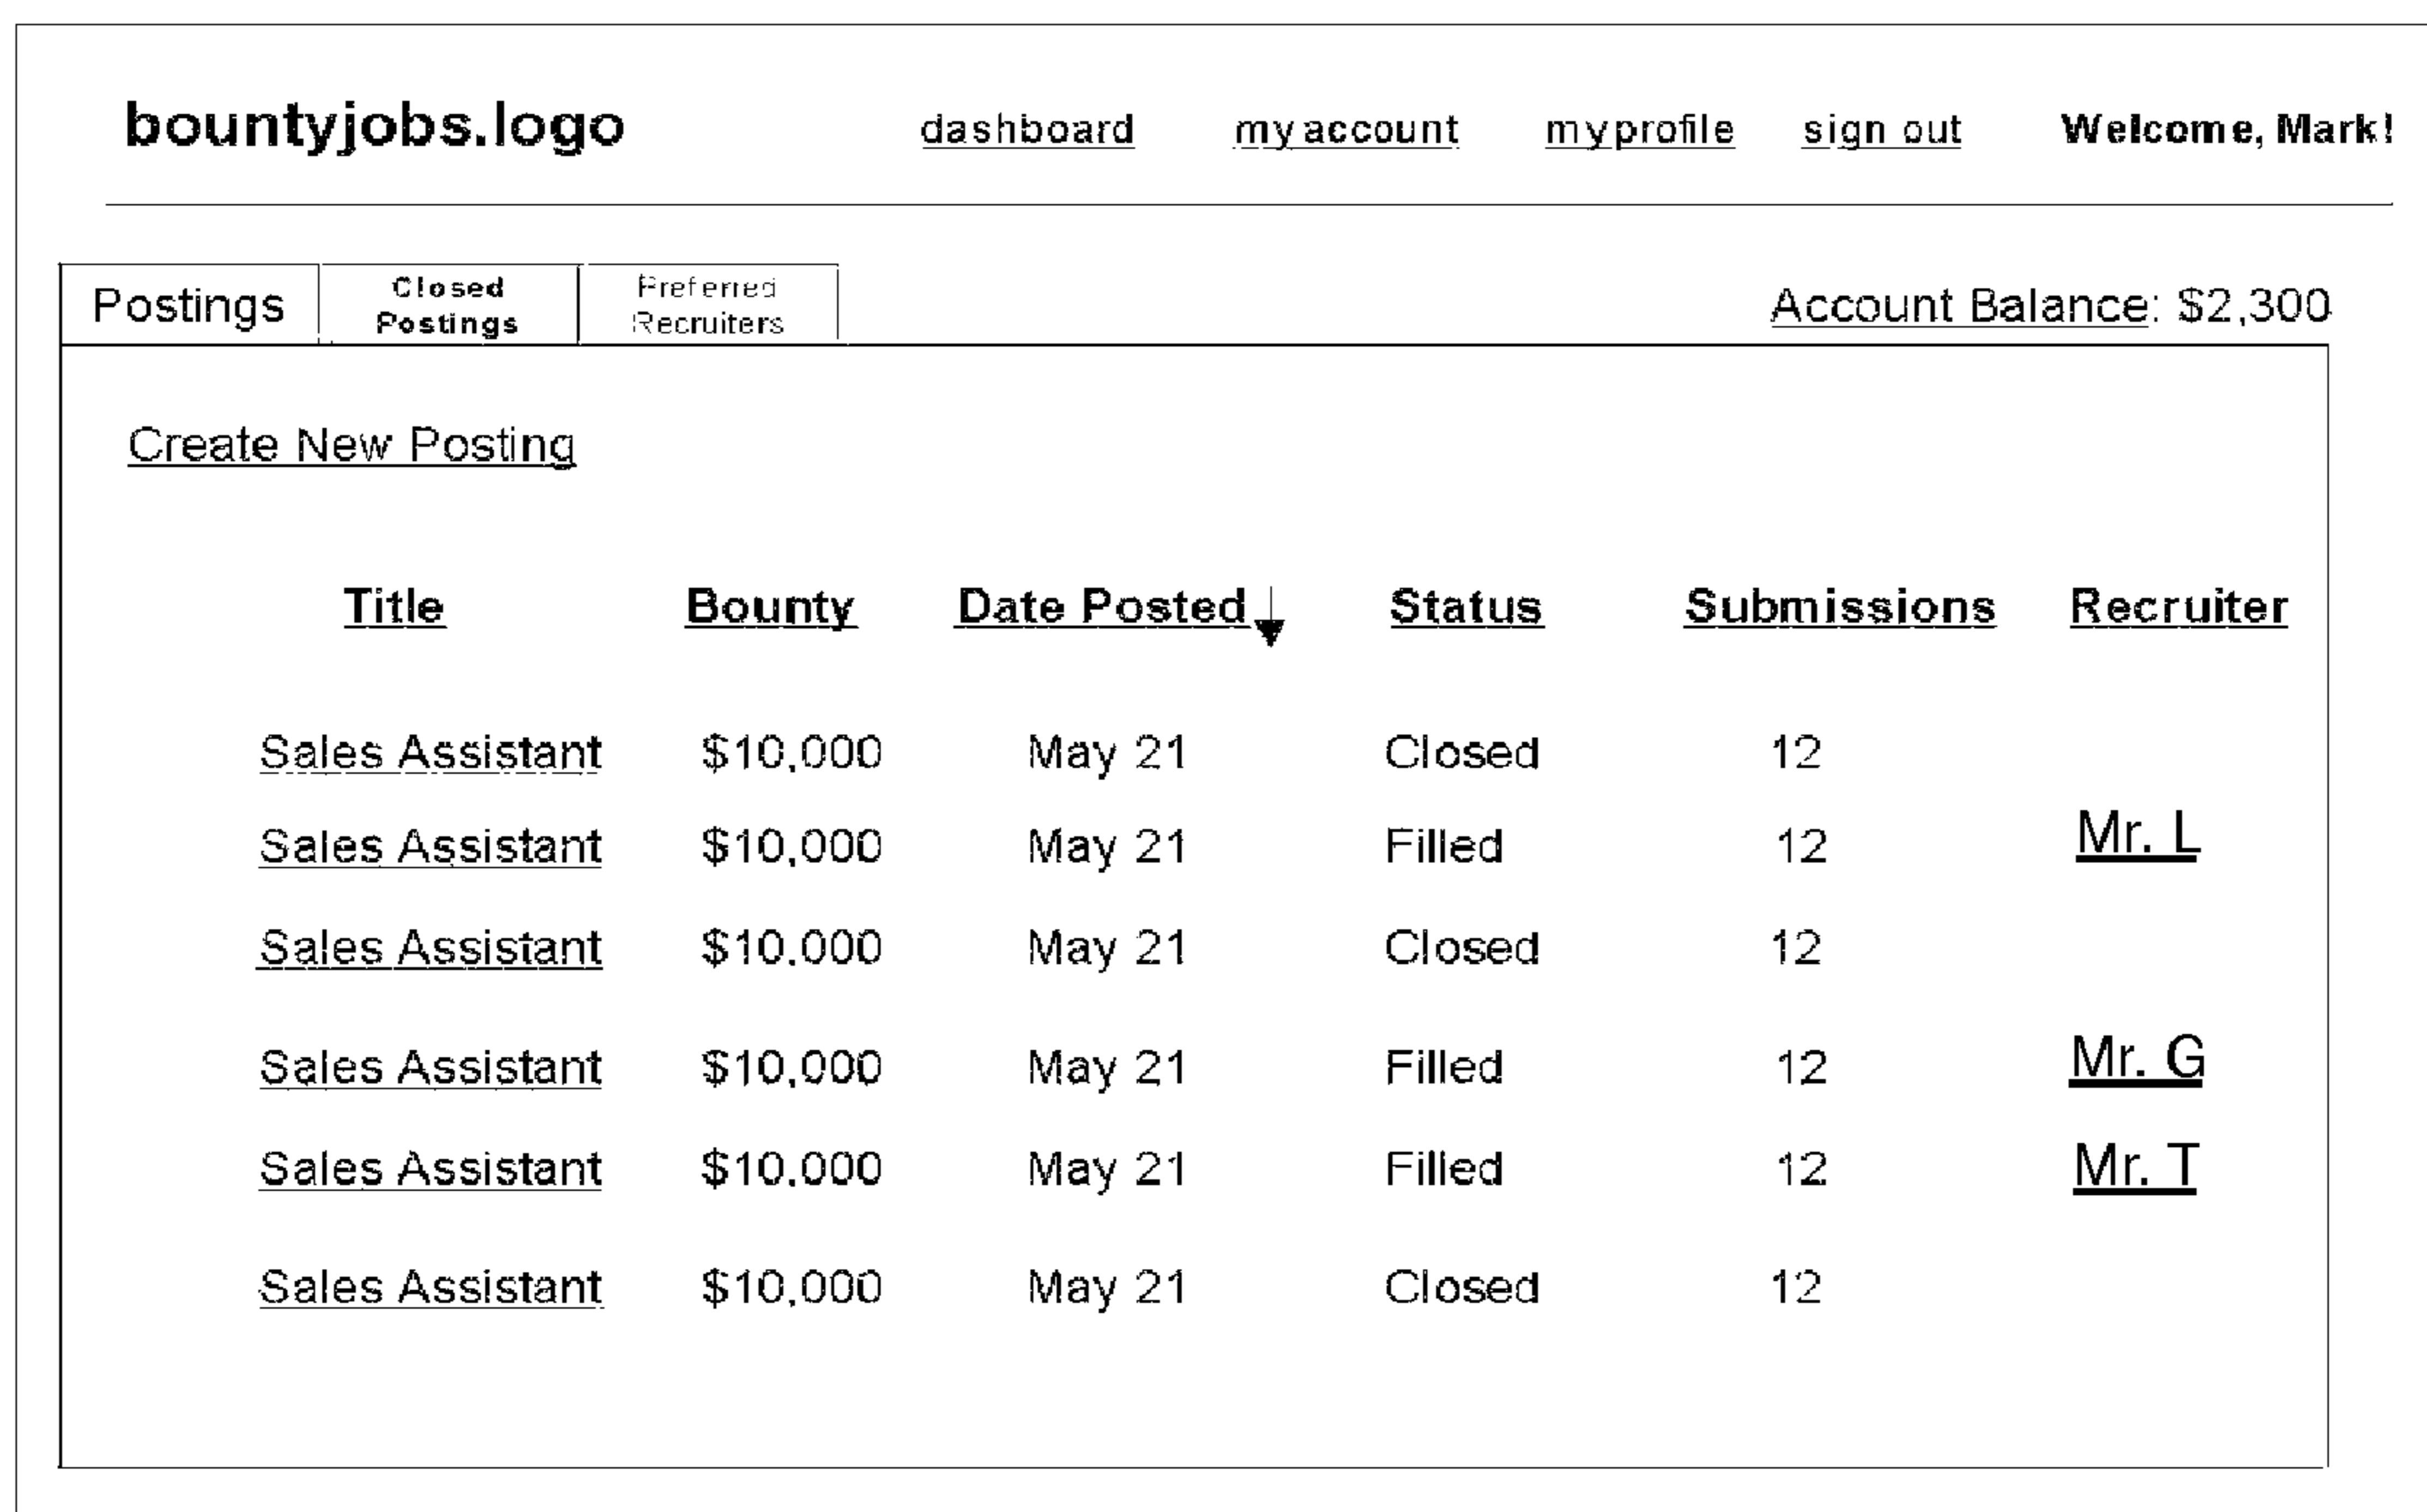 bountyjobs.logo dashboard my account my profile sign out Welcome, Mark!
Postings Closed Postings Preferred Recruiters Account Balance: $2,300
Create New Posting
Title Bounty Date Posted Status Submissions Recruiter
Sales Assistant $10,000 May 21 Closed 12
Sales Assistant $10,000 May 21 Filled 12 Mr. L
Sales Assistant $10,000 May 21 Closed 12
Sales Assistant $10,000 May 21 Filled 12 Mr. G
Sales Assistant $10,000 May 21 Filled 12 Mr. T
Sales Assistant $10,000 May 21 Closed 12